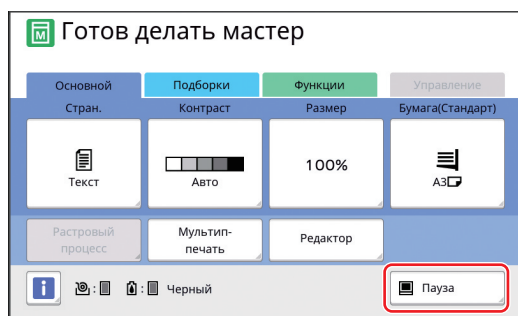 Готов делать мастер
Основной Подборки Функции Управление
Стран. Контраст Размер Бумага(Стандарт)
Текст Авто 100% A3
Растровый процесс Мультип-печать Редактор
i : : Черный Пауза